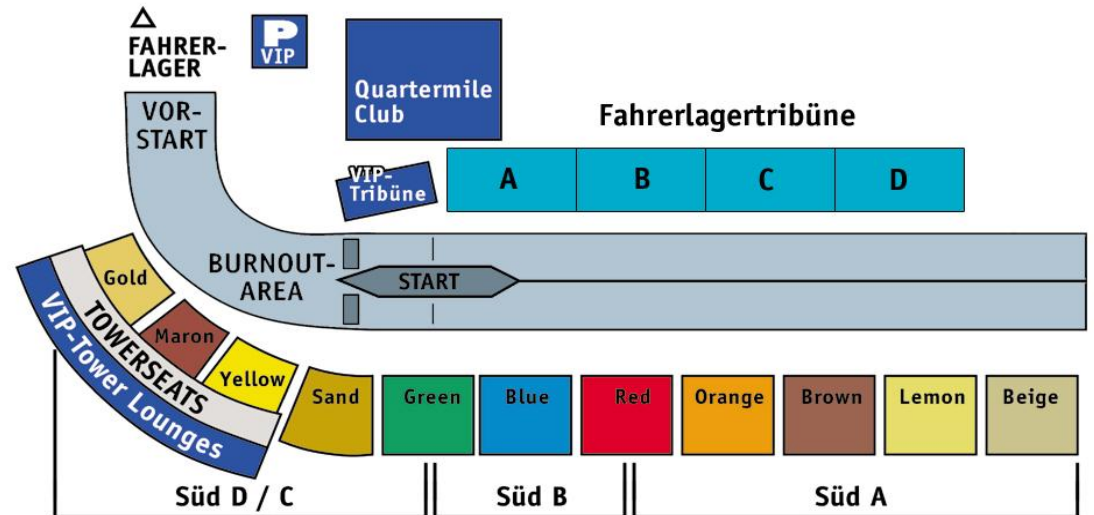 FAHRER-
LAGER
P
VIP
Quartermile
Club
VOR-
START
Fahrerlagertribüne
VIP-
Tribüne
A
B
C
D
BURNOUT-
AREA
START
Gold
Maron
Yellow
Sand
Green
Blue
Red
Orange
Brown
Lemon
Beige
TOWERSEATS
VIP-Tower Lounges
Süd D / C
Süd B
Süd A